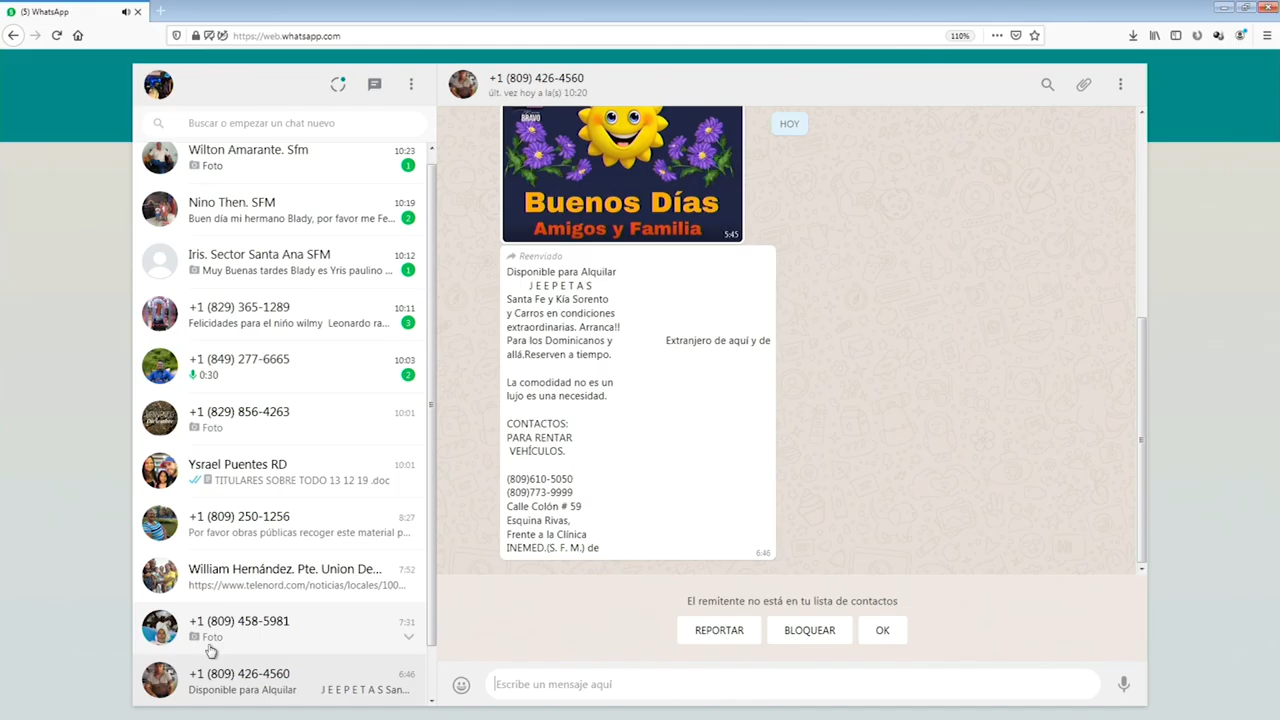 (5) WhatsApp
https://web.whatsapp.com
110%
Buscar o empezar un chat nuevo
Wilton Amarante. Sfm
10:23
Foto
1
Nino Then. SFM
10:19
Buen día mi hermano Blady, por favor me Fe...
2
Iris. Sector Santa Ana SFM
10:12
Muy Buenas tardes Blady es Yris paulino ...
1
+1 (829) 365-1289
10:11
Felicidades para el niño wilmy Leonardo ra...
3
+1 (849) 277-6665
10:03
0:30
2
+1 (829) 856-4263
10:01
Foto
Ysrael Puentes RD
10:01
TITULARES SOBRE TODO 13 12 19 .doc
+1 (809) 250-1256
8:27
Por favor obras públicas recoger este material p...
William Hernández. Pte. Union De...
7:52
https://www.telenord.com/noticias/locales/100...
+1 (809) 458-5981
7:31
Foto
+1 (809) 426-4560
6:46
Disponible para Alquilar J E E P E T A S San...
+1 (809) 426-4560
últ. vez hoy a la(s) 10:20
HOY
BRAVO
Buenos Días
Amigos y Familia
5:45
Reenviado
Disponible para Alquilar
J E E P E T A S
Santa Fe y Kía Sorento
y Carros en condiciones
extraordinarias. Arranca!!
Para los Dominicanos y Extranjero de aquí y de
allá.Reserven a tiempo.
La comodidad no es un
lujo es una necesidad.
CONTACTOS:
PARA RENTAR
VEHÍCULOS.
(809)610-5050
(809)773-9999
Calle Colón # 59
Esquina Rivas,
Frente a la Clínica
INEMED.(S. F. M.) de
6:46
El remitente no está en tu lista de contactos
REPORTAR
BLOQUEAR
OK
Escribe un mensaje aquí